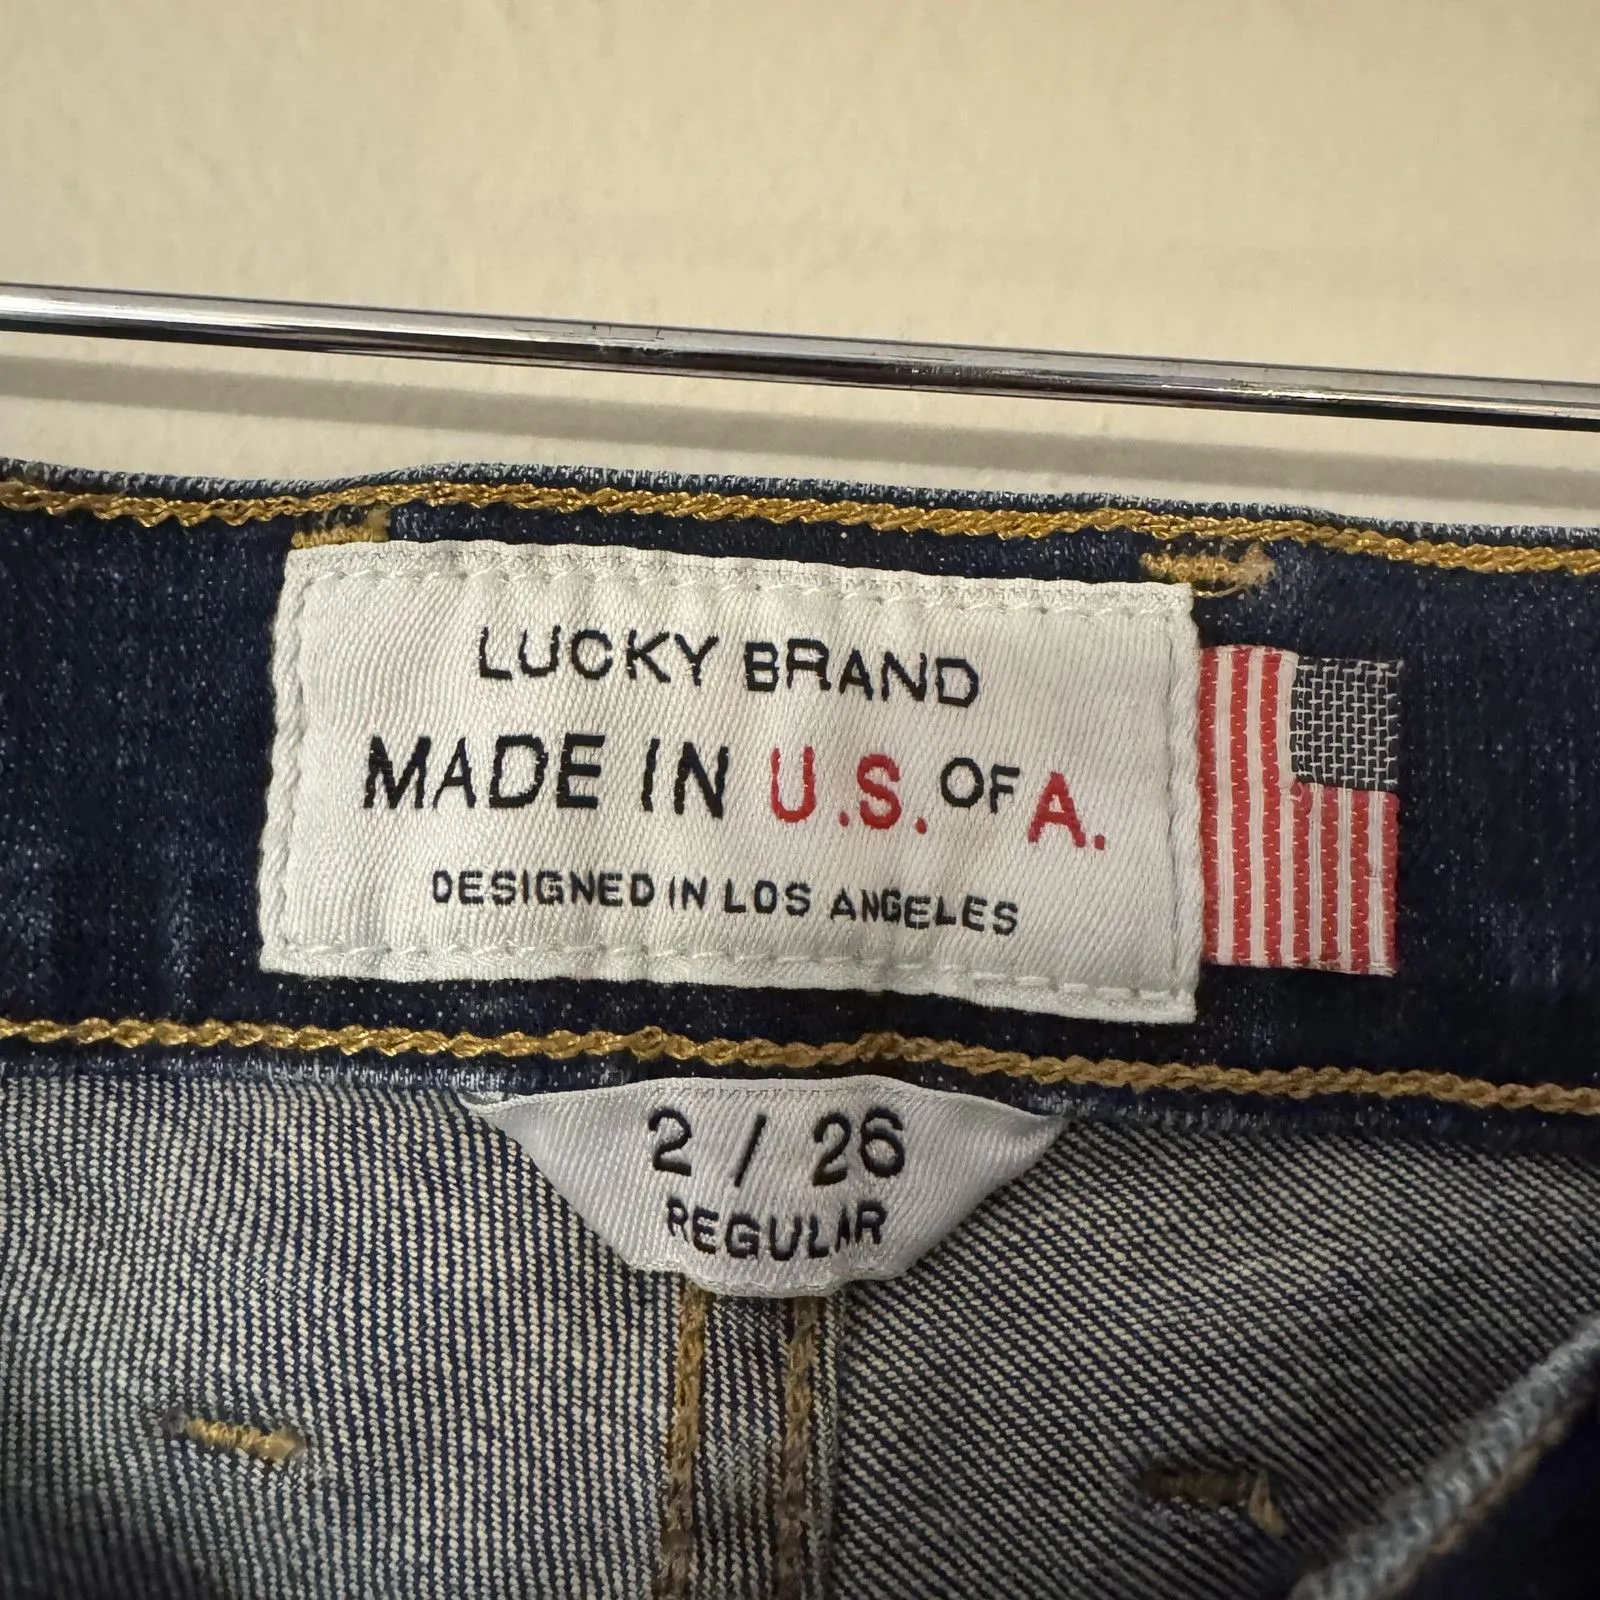 LUCKY BRAND
MADE IN U.S. OF A.
DESIGNED IN LOS ANGELES
2 / 26
REGULAR